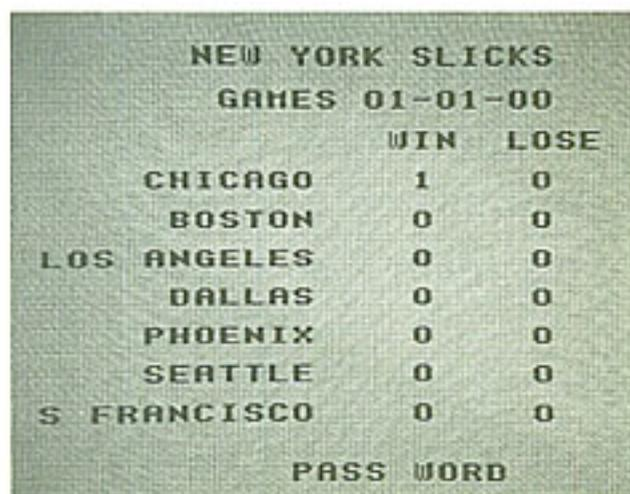 NEW YORK SLICKS
GAMES 01-01-00
WIN LOSE
CHICAGO 1 0
BOSTON 0 0
LOS ANGELES 0 0
DALLAS 0 0
PHOENIX 0 0
SEATTLE 0 0
S FRANCISCO 0 0
PASS WORD